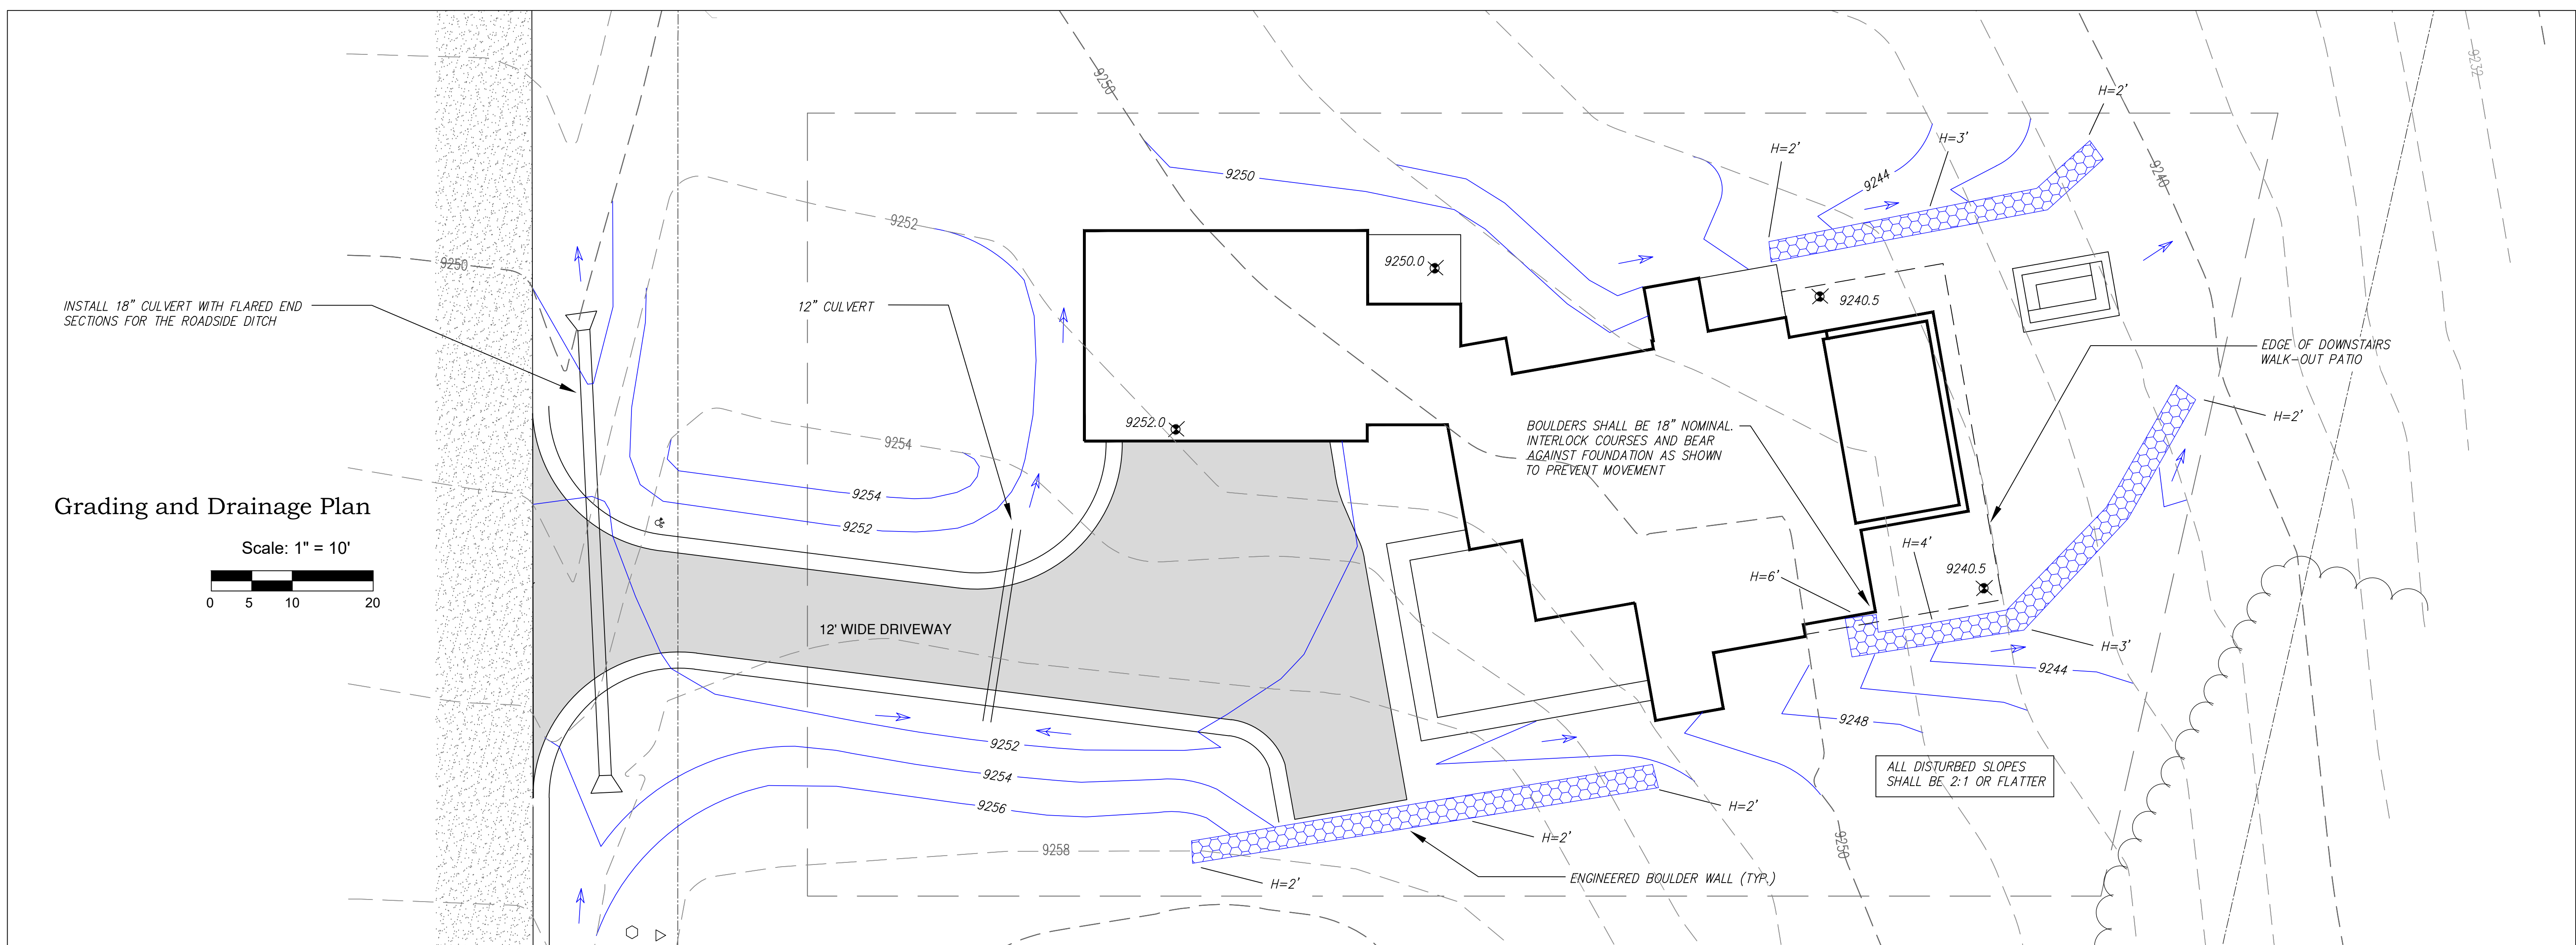 9232
9250
H=2'
H=3'
H=2'
9250
9244
9240
9252
9250
9250.0
9240.5
INSTALL 18" CULVERT WITH FLARED END
SECTIONS FOR THE ROADSIDE DITCH
12" CULVERT
EDGE OF DOWNSTAIRS
WALK-OUT PATIO
9252.0
H=2'
BOULDERS SHALL BE 18" NOMINAL.
INTERLOCK COURSES AND BEAR
AGAINST FOUNDATION AS SHOWN
TO PREVENT MOVEMENT
9254
9254
9252
Grading and Drainage Plan
Scale: 1" = 10'
0 5 10 20
H=4'
9240.5
H=6'
12' WIDE DRIVEWAY
H=3'
9244
9248
9252
9254
9256
ALL DISTURBED SLOPES
SHALL BE 2:1 OR FLATTER
H=2'
H=2'
9250
9258
H=2'
ENGINEERED BOULDER WALL (TYP.)